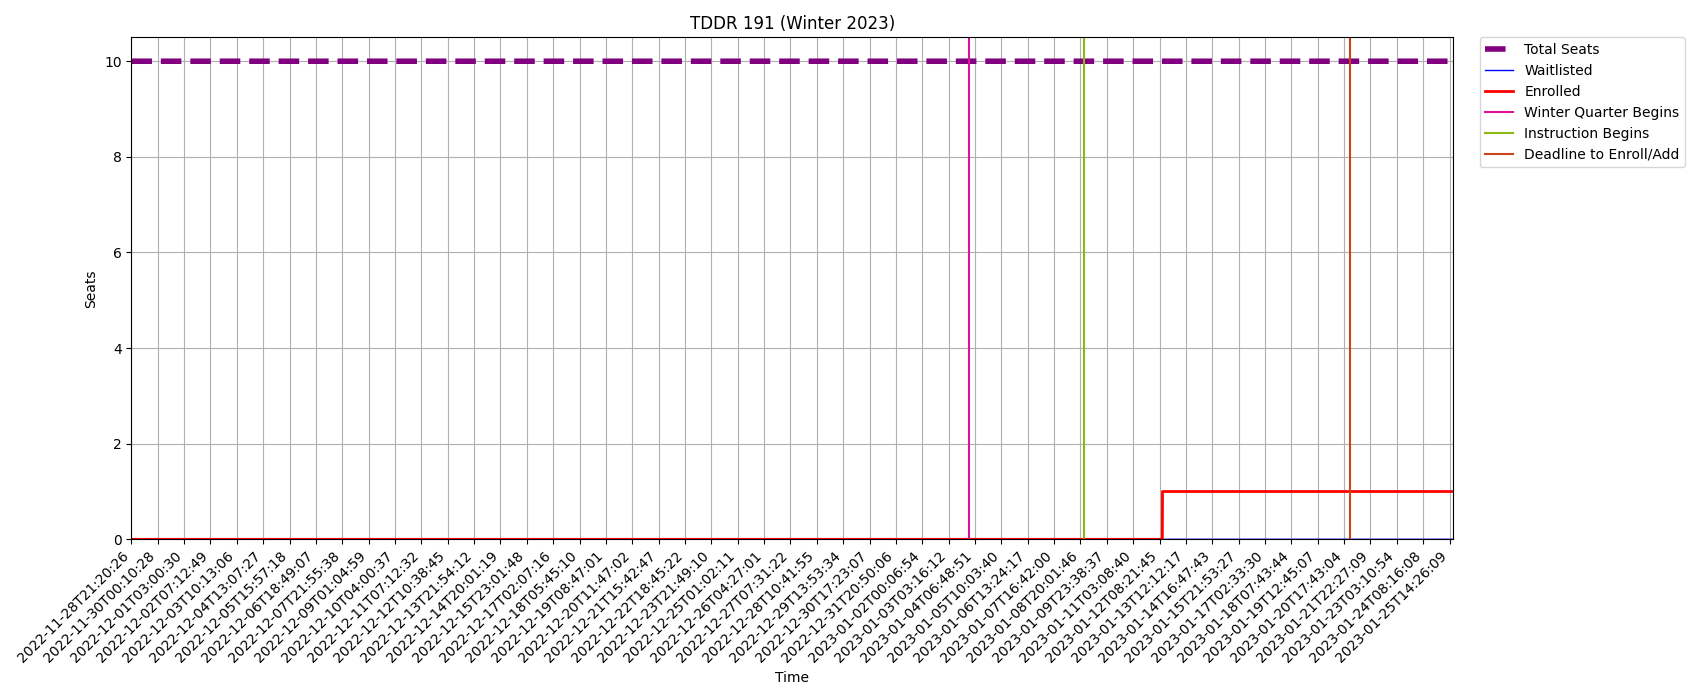 TDDR 191 (Winter 2023)
Total Seats
Waitlisted
Enrolled
Winter Quarter Begins
Instruction Begins
Deadline to Enroll/Add
10
8
6
4
2
0
Seats
2022-11-28T21:20:26
2022-11-30T00:10:28
2022-12-01T03:00:30
2022-12-02T07:12:49
2022-12-03T10:13:06
2022-12-04T13:07:27
2022-12-05T15:57:18
2022-12-06T18:49:07
2022-12-07T21:55:38
2022-12-09T01:04:59
2022-12-10T04:00:37
2022-12-11T07:12:32
2022-12-12T10:38:45
2022-12-13T21:54:12
2022-12-14T20:01:19
2022-12-15T23:01:48
2022-12-17T02:07:16
2022-12-18T05:45:10
2022-12-19T08:47:01
2022-12-20T11:47:02
2022-12-21T15:42:47
2022-12-22T18:45:22
2022-12-23T21:49:10
2022-12-25T01:02:11
2022-12-26T04:27:01
2022-12-27T07:31:22
2022-12-28T10:41:55
2022-12-29T13:53:34
2022-12-30T17:23:07
2022-12-31T20:50:06
2023-01-02T00:06:54
2023-01-03T03:16:12
2023-01-04T06:48:51
2023-01-05T10:03:40
2023-01-06T13:24:17
2023-01-07T16:42:00
2023-01-08T20:01:46
2023-01-09T23:38:37
2023-01-11T03:08:40
2023-01-12T08:21:45
2023-01-13T12:12:17
2023-01-14T16:47:43
2023-01-15T21:53:27
2023-01-17T02:33:30
2023-01-18T07:43:44
2023-01-19T12:45:07
2023-01-20T17:43:04
2023-01-21T22:27:09
2023-01-23T03:10:54
2023-01-24T08:16:08
2023-01-25T14:26:09
Time